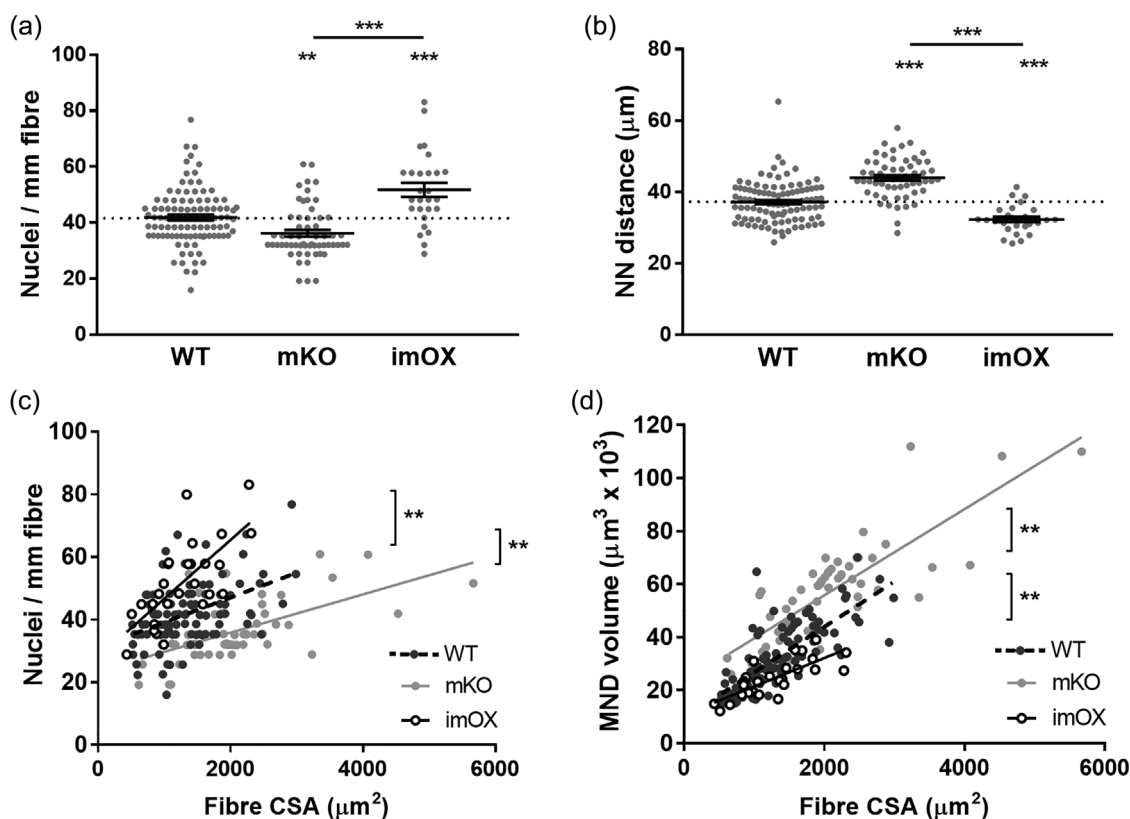 (a)
Nuclei / mm fibre
100
80
60
40
20
0
**
***
***
WT
mKO
imOX
(b)
NN distance (μm)
80
60
40
20
0
***
***
***
WT
mKO
imOX
(c)
Nuclei / mm fibre
100
80
60
40
20
0
**
**
WT
mKO
imOX
0
2000
4000
6000
Fibre CSA (μm²)
(d)
MND volume (μm³ x 10³)
120
100
80
60
40
20
0
**
**
WT
mKO
imOX
0
2000
4000
6000
Fibre CSA (μm²)